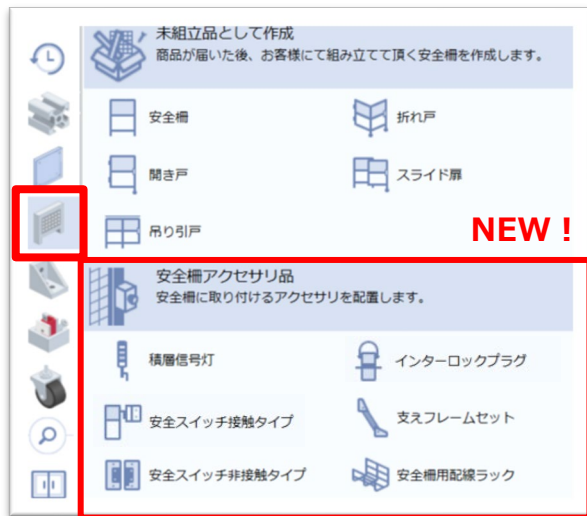 未組立品として作成
商品が届いた後、お客様にて組み立てて頂く安全柵を作成します。
安全柵
折れ戸
開き戸
スライド扉
吊り引戸
NEW !
安全柵アクセサリ品
安全柵に取り付けるアクセサリを配置します。
積層信号灯
インターロックプラグ
安全スイッチ接触タイプ
支えフレームセット
安全スイッチ非接触タイプ
安全柵用配線ラック